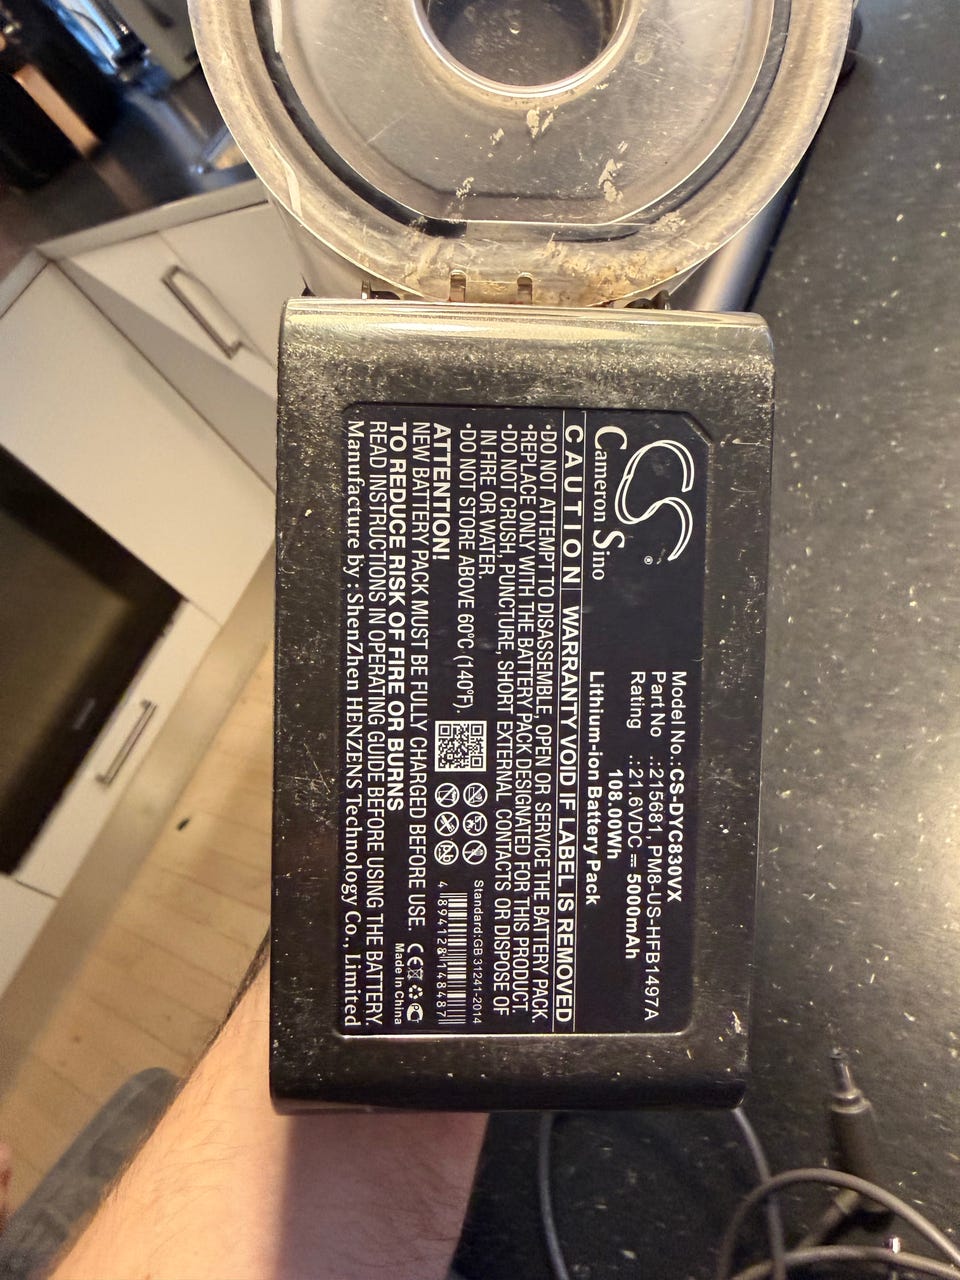 CS
®
Cameron Sino
Model No.:CS-DYC830VX
Part No .:215681, PM8-US-HFB1497A
Rating .:21.6VDC ⎓ 5000mAh
108.00Wh
Lithium-ion Battery Pack
CAUTION WARRANTY VOID IF LABEL IS REMOVED
•DO NOT ATTEMPT TO DISASSEMBLE, OPEN OR SERVICE THE BATTERY PACK.
•REPLACE ONLY WITH THE BATTERY PACK DESIGNATED FOR THIS PRODUCT.
•DO NOT CRUSH, PUNCTURE, SHORT EXTERNAL CONTACTS OR DISPOSE OF
IN FIRE OR WATER.
•DO NOT STORE ABOVE 60°C (140°F).
ATTENTION!
NEW BATTERY PACK MUST BE FULLY CHARGED BEFORE USE.
TO REDUCE RISK OF FIRE OR BURNS
READ INSTRUCTIONS IN OPERATING GUIDE BEFORE USING THE BATTERY.
Manufacture by : ShenZhen HENZENS Technology Co., Limited
Standard:GB 31241-2014
4 894128 148487
CE
Made in China